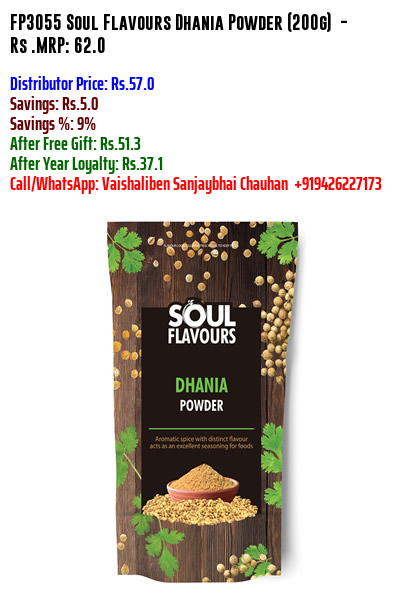 FP3055 Soul Flavours Dhania Powder (200g) -
Rs .MRP: 62.0
Distributor Price: Rs.57.0
Savings: Rs.5.0
Savings %: 9%
After Free Gift: Rs.51.3
After Year Loyalty: Rs.37.1
Call/WhatsApp: Vaishaliben Sanjaybhai Chauhan +919426227173
SOUL
FLAVOURS
DHANIA
POWDER
Aromatic spice with distinct flavour
acts as an excellent seasoning for foods